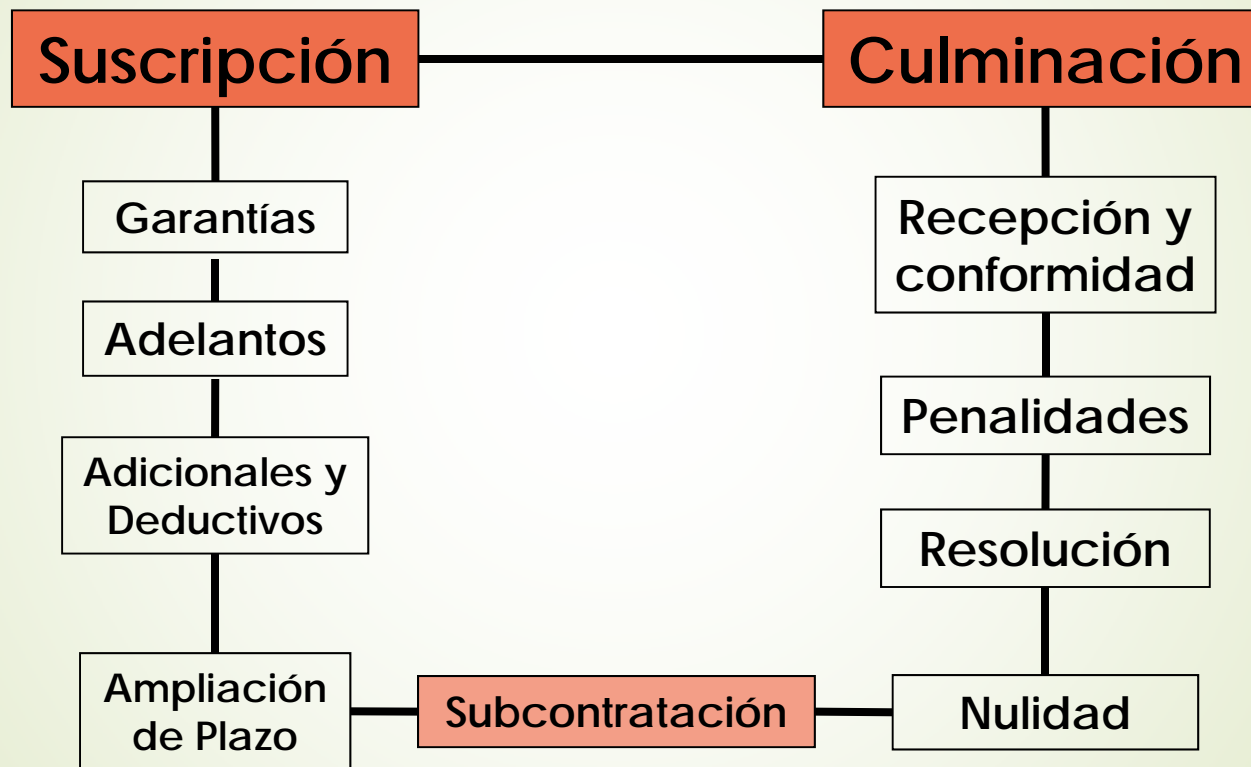 Suscripción
Culminación
Garantías
Adelantos
Adicionales y
Deductivos
Ampliación
de Plazo
Subcontratación
Nulidad
Resolución
Penalidades
Recepción y
conformidad